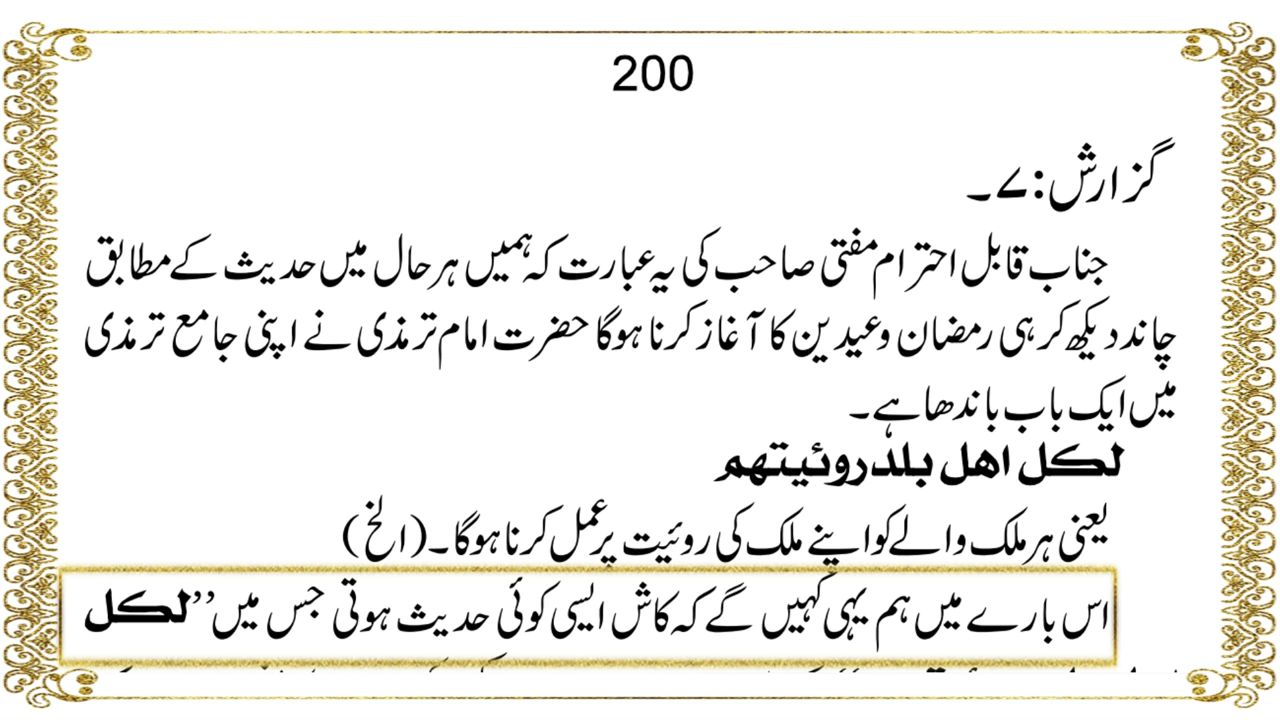 200
گزارش:۷۔
جناب قابل احترام مفتی صاحب کی یہ عبارت کہ ہمیں ہر حال میں حدیث کے مطابق
چاند دیکھ کر ہی رمضان وعیدین کا آغاز کرنا ہوگا حضرت امام ترمذی نے اپنی جامع ترمذی
میں ایک باب باندھا ہے۔
لکل اهل بلد روئیتهم
یعنی ہر ملک والے کو اپنے ملک کی روئیت پر عمل کرنا ہوگا۔(الخ)
اس بارے میں ہم یہی کہیں گے کہ کاش ایسی کوئی حدیث ہوتی جس میں ’’لکل